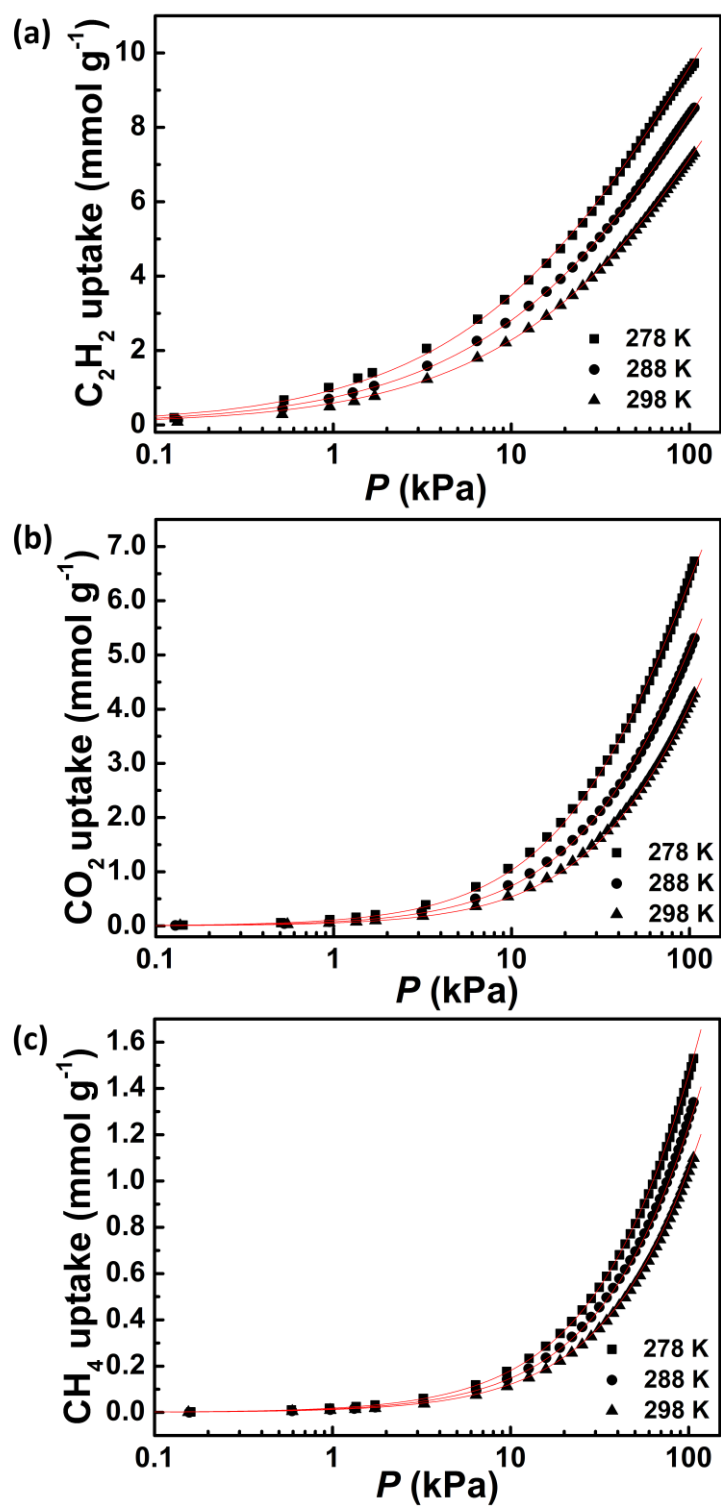 (a)
C₂H₂ uptake (mmol g⁻¹)
10
8
6
4
2
0
■ 278 K
● 288 K
▲ 298 K
0.1 1 10 100
P (kPa)
(b)
CO₂ uptake (mmol g⁻¹)
7.0
6.0
5.0
4.0
3.0
2.0
1.0
0.0
■ 278 K
● 288 K
▲ 298 K
0.1 1 10 100
P (kPa)
(c)
CH₄ uptake (mmol g⁻¹)
1.6
1.4
1.2
1.0
0.8
0.6
0.4
0.2
0.0
■ 278 K
● 288 K
▲ 298 K
0.1 1 10 100
P (kPa)